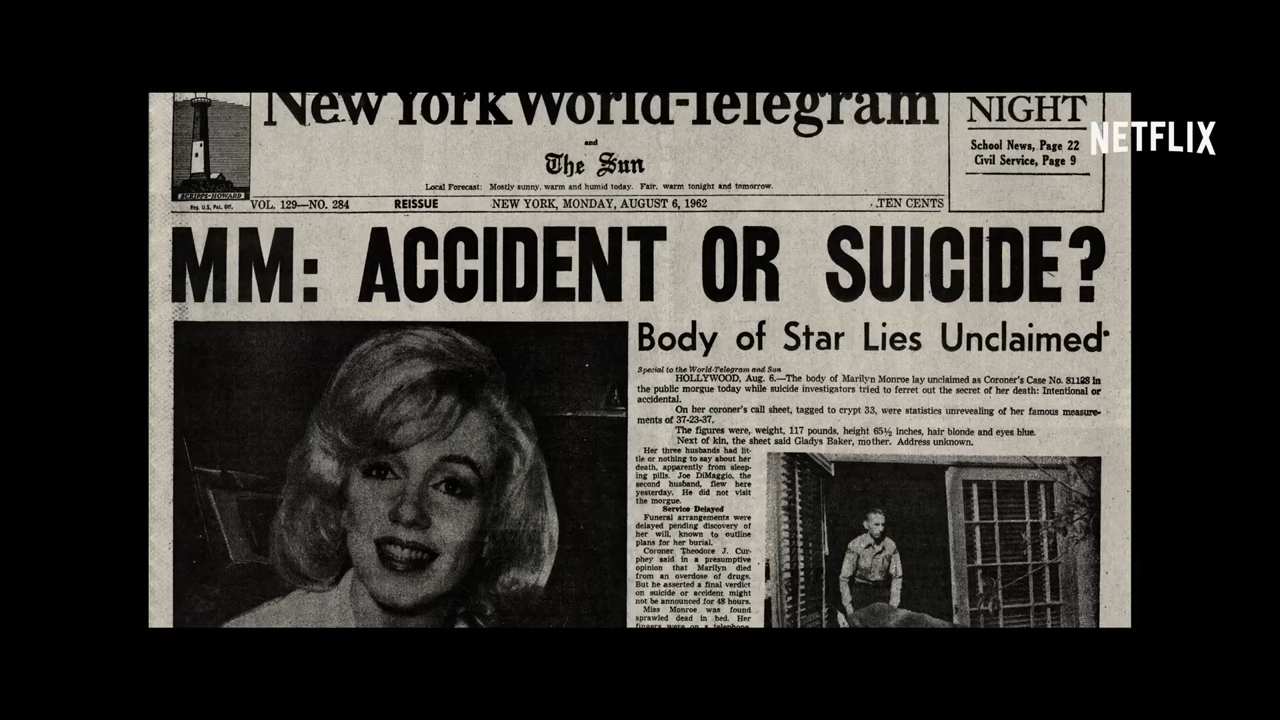 New York World-Telegram
and
The Sun
Local Forecast: Mostly sunny, warm and humid today. Fair, warm tonight and tomorrow.
NIGHT
School News, Page 22
Civil Service, Page 9
NETFLIX
SCRIPPS-HOWARD
Reg. U.S. Pat. Off.
VOL. 129—NO. 284 REISSUE NEW YORK, MONDAY, AUGUST 6, 1962 TEN CENTS
MM: ACCIDENT OR SUICIDE?
Body of Star Lies Unclaimed
Special to the World-Telegram and Sun
HOLLYWOOD, Aug. 6.—The body of Marilyn Monroe lay unclaimed as Coroner's Case No. 81128 in
the public morgue today while suicide investigators tried to ferret out the secret of her death: Intentional or
accidental.
On her coroner's call sheet, tagged to crypt 33, were statistics unrevealing of her famous measure-
ments of 37-23-37.
The figures were, weight, 117 pounds, height 65½ inches, hair blonde and eyes blue.
Next of kin, the sheet said Gladys Baker, mother. Address unknown.
Her three husbands had lit-
tle or nothing to say about her
death, apparently from sleep-
ing pills. Joe DiMaggio, the
second husband, flew here
yesterday. He did not visit
the morgue.
Service Delayed
Funeral arrangements were
delayed pending discovery of
her will, known to outline
plans for her burial.
Coroner Theodore J. Cur-
phey said in a presumptive
opinion that Marilyn died
from an overdose of drugs.
But he asserted a final verdict
on suicide or accident might
not be announced for 48 hours.
Miss Monroe was found
sprawled dead in bed. Her
fingers were on a telephone,